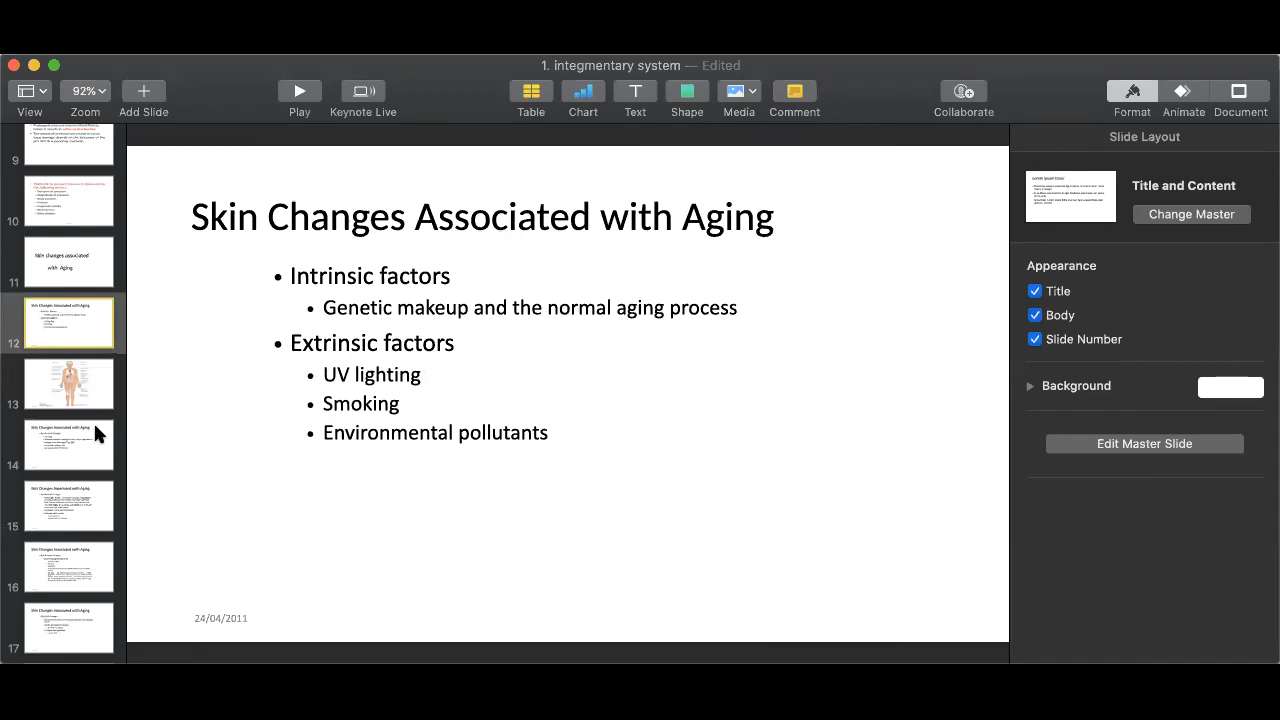 1. integmentary system — Edited
View
92%
Zoom
Add Slide
Play
Keynote Live
Table
Chart
Text
Shape
Media
Comment
Collaborate
Format
Animate
Document
9
10
11
Skin changes associated
with Aging
12
Skin Changes Associated with Aging
13
14
Skin Changes Associated with Aging
15
Skin Changes Associated with Aging
16
Skin Changes Associated with Aging
17
Skin Changes Associated with Aging
Skin Changes Associated with Aging
• Intrinsic factors
• Genetic makeup and the normal aging process
• Extrinsic factors
• UV lighting
• Smoking
• Environmental pollutants
24/04/2011
Slide Layout
Change Master
Appearance
Title
Body
Slide Number
Background
Edit Master Slide